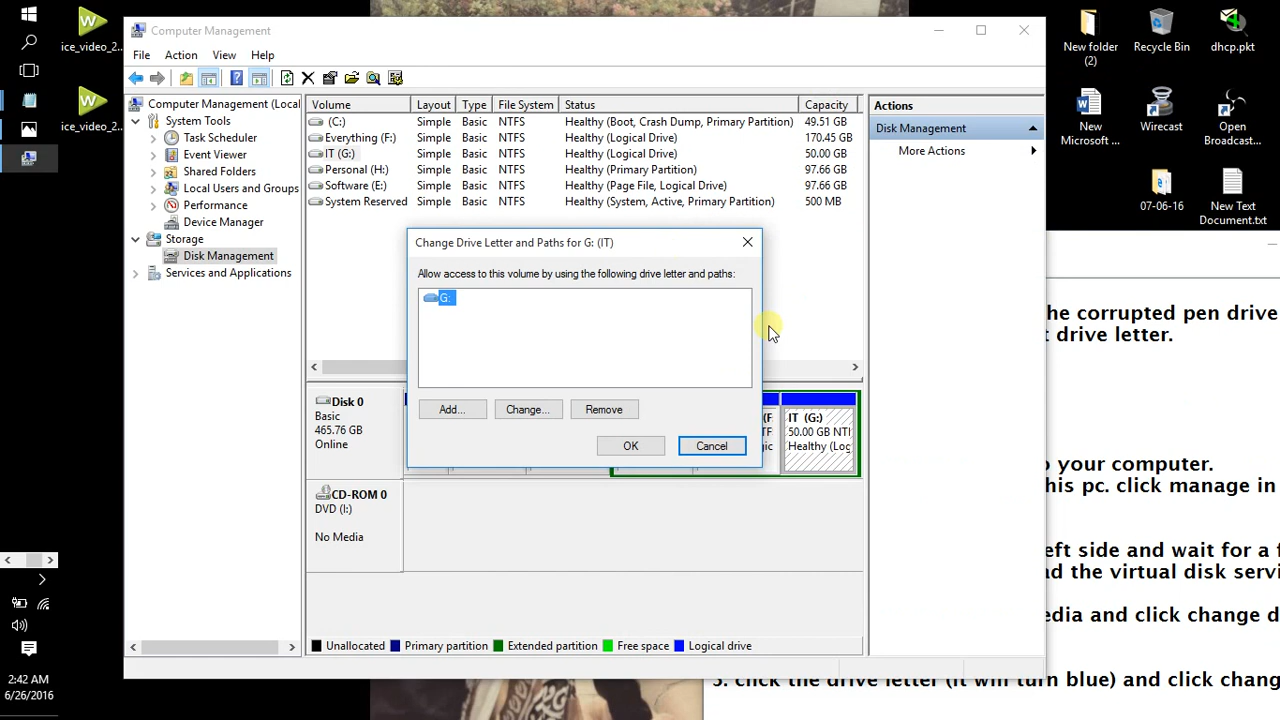 ice_video_2...
ice_video_2...
Computer Management
File Action View Help
Computer Management (Local
System Tools
Task Scheduler
Event Viewer
Shared Folders
Local Users and Groups
Performance
Device Manager
Storage
Disk Management
Services and Applications
Volume Layout Type File System Status Capacity
(C:) Simple Basic NTFS Healthy (Boot, Crash Dump, Primary Partition) 49.51 GB
Everything (F:) Simple Basic NTFS Healthy (Logical Drive) 170.45 GB
IT (G:) Simple Basic NTFS Healthy (Logical Drive) 50.00 GB
Personal (H:) Simple Basic NTFS Healthy (Primary Partition) 97.66 GB
Software (E:) Simple Basic NTFS Healthy (Page File, Logical Drive) 97.66 GB
System Reserved Simple Basic NTFS Healthy (System, Active, Primary Partition) 500 MB
Actions
Disk Management
More Actions
Change Drive Letter and Paths for G: (IT)
Allow access to this volume by using the following drive letter and paths:
G:
Add... Change... Remove
OK Cancel
Disk 0
Basic
465.76 GB
Online
(F
IT (G:)
50.00 GB NTI
Healthy (Log
CD-ROM 0
DVD (I:)
No Media
Unallocated Primary partition Extended partition Free space Logical drive
New folder (2)
Recycle Bin
dhcp.pkt
New Microsoft ...
Wirecast
Open Broadcast...
07-06-16
New Text Document.txt
he corrupted pen drive
t drive letter.
o your computer.
his pc. click manage in
eft side and wait for a f
ad the virtual disk servi
edia and click change d
5. click the drive letter (it will turn blue) and click chang
2:42 AM
6/26/2016